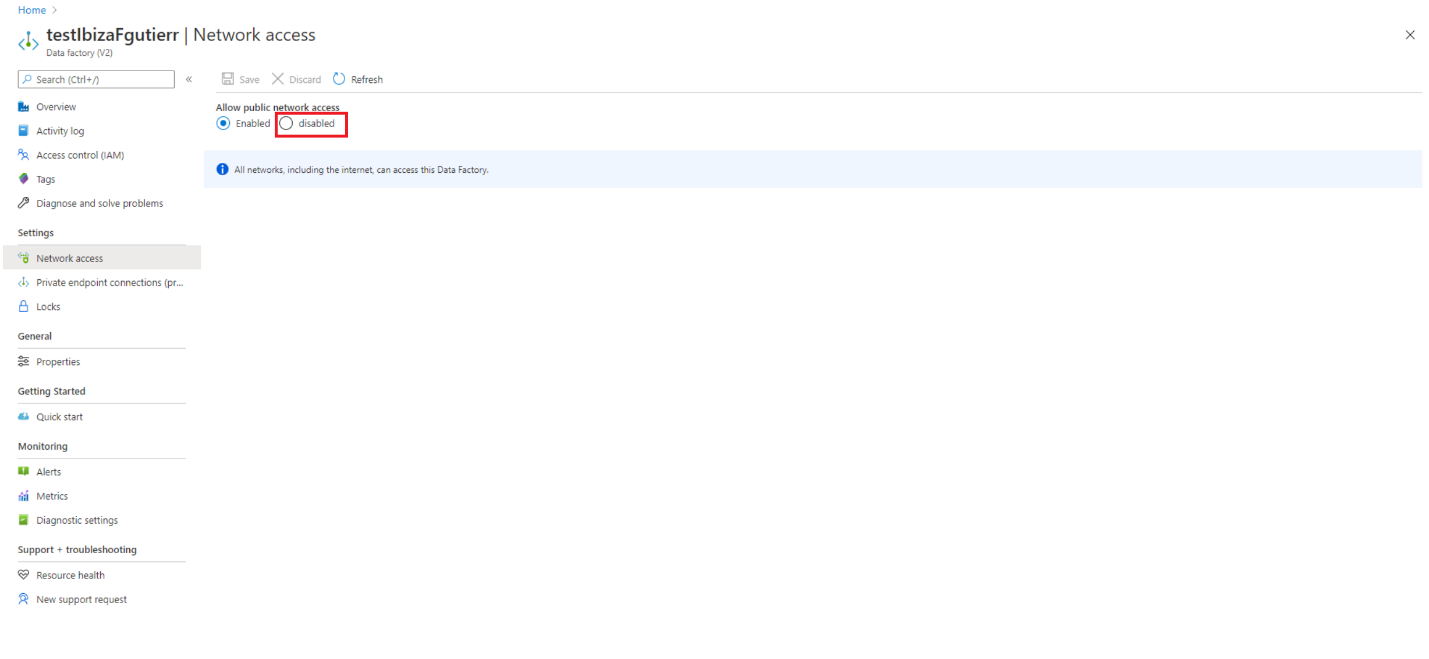 Home >
testIbizaFgutierr | Network access
Data factory (V2)
Search (Ctrl+/)
«
Save Discard Refresh
Overview
Activity log
Access control (IAM)
Tags
Diagnose and solve problems
Settings
Network access
Private endpoint connections (pr...
Locks
General
Properties
Getting Started
Quick start
Monitoring
Alerts
Metrics
Diagnostic settings
Support + troubleshooting
Resource health
New support request
Allow public network access
Enabled disabled
All networks, including the internet, can access this Data Factory.